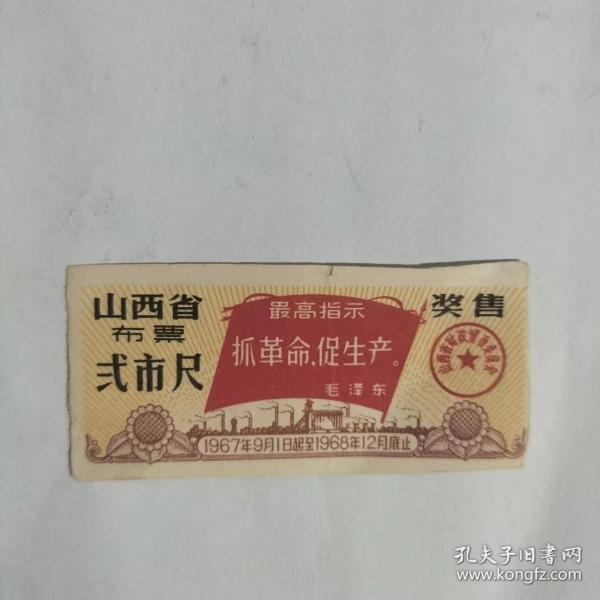 山西省
布票
弍市尺
最高指示
抓革命，促生产。
毛泽东
奖售
1967年9月1日起至1968年12月底止
孔夫子旧书网
www.kongfz.com